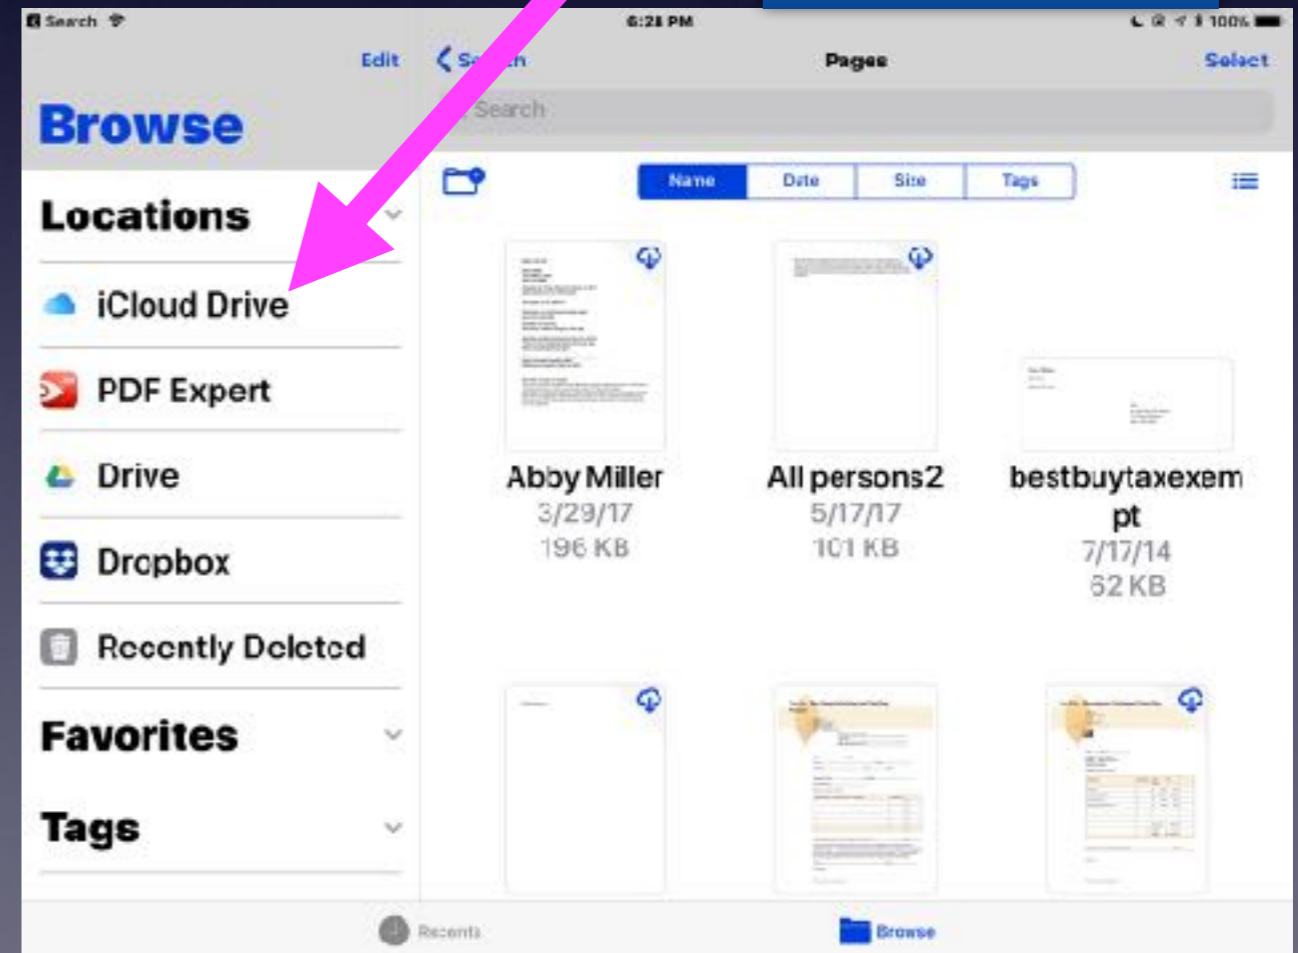 Search
6:28 PM
100%
Edit
Pages
Select
Browse
Search
Locations
Name
Date
Size
Tags
iCloud Drive
PDF Expert
Drive
Dropbox
Recently Deleted
Favorites
Tags
Abby Miller
3/29/17
196 KB
All persons2
5/17/17
101 KB
bestbuytaxexem
pt
7/17/14
62 KB
Recents
Browse